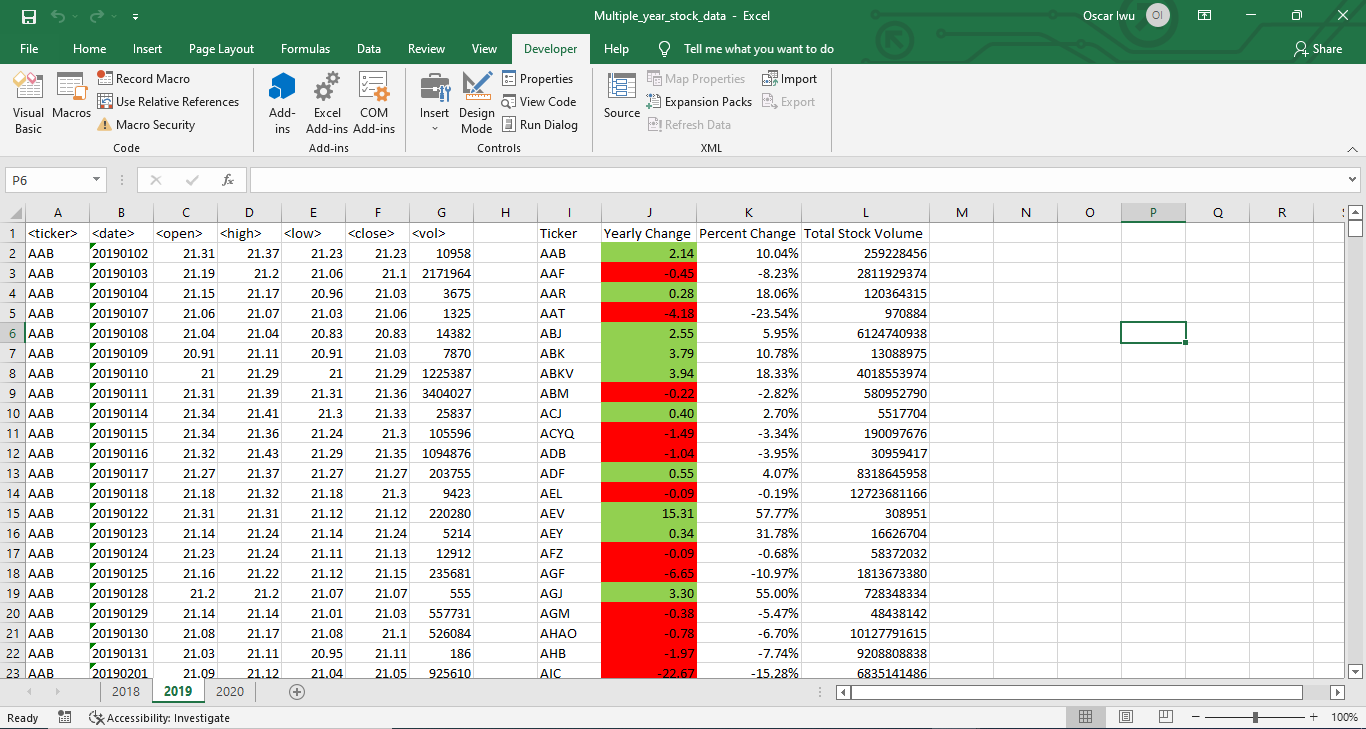 Multiple_year_stock_data - Excel
Oscar Iwu OI
File Home Insert Page Layout Formulas Data Review View Developer Help Tell me what you want to do Share
Visual Basic
Macros
Record Macro
Use Relative References
Macro Security
Code
Add-ins
Excel Add-ins
COM Add-ins
Add-ins
Insert
Design Mode
Properties
View Code
Run Dialog
Controls
Source
Map Properties
Expansion Packs
Refresh Data
Import
Export
XML
P6 fx
A B C D E F G H I J K L M N O P Q R
1 <ticker> <date> <open> <high> <low> <close> <vol> Ticker Yearly Change Percent Change Total Stock Volume
2 AAB 20190102 21.31 21.37 21.23 21.23 10958 AAB 2.14 10.04% 259228456
3 AAB 20190103 21.19 21.2 21.06 21.1 2171964 AAF -0.45 -8.23% 2811929374
4 AAB 20190104 21.15 21.17 20.96 21.03 3675 AAR 0.28 18.06% 120364315
5 AAB 20190107 21.06 21.07 21.03 21.06 1325 AAT -4.18 -23.54% 970884
6 AAB 20190108 21.04 21.04 20.83 20.83 14382 ABJ 2.55 5.95% 6124740938
7 AAB 20190109 20.91 21.11 20.91 21.03 7870 ABK 3.79 10.78% 13088975
8 AAB 20190110 21 21.29 21 21.29 1225387 ABKV 3.94 18.33% 4018553974
9 AAB 20190111 21.31 21.39 21.31 21.36 3404027 ABM -0.22 -2.82% 580952790
10 AAB 20190114 21.34 21.41 21.3 21.33 25837 ACJ 0.40 2.70% 5517704
11 AAB 20190115 21.34 21.36 21.24 21.3 105596 ACYQ -1.49 -3.34% 190097676
12 AAB 20190116 21.32 21.43 21.29 21.35 1094876 ADB -1.04 -3.95% 30959417
13 AAB 20190117 21.27 21.37 21.27 21.27 203755 ADF 0.55 4.07% 8318645958
14 AAB 20190118 21.18 21.32 21.18 21.3 9423 AEL -0.09 -0.19% 12723681166
15 AAB 20190122 21.31 21.31 21.12 21.12 220280 AEV 15.31 57.77% 308951
16 AAB 20190123 21.14 21.24 21.14 21.24 5214 AEY 0.34 31.78% 16626704
17 AAB 20190124 21.23 21.24 21.11 21.13 12912 AFZ -0.09 -0.68% 58372032
18 AAB 20190125 21.16 21.22 21.12 21.15 235681 AGF -6.65 -10.97% 1813673380
19 AAB 20190128 21.2 21.2 21.07 21.07 555 AGJ 3.30 55.00% 728348334
20 AAB 20190129 21.14 21.14 21.01 21.03 557731 AGM -0.38 -5.47% 48438142
21 AAB 20190130 21.08 21.17 21.08 21.1 526084 AHAO -0.78 -6.70% 10127791615
22 AAB 20190131 21.03 21.11 20.95 21.11 186 AHB -1.97 -7.74% 9208808838
23 AAB 20190201 21.09 21.12 21.04 21.05 925610 AIC -22.67 -15.28% 6835141486
2018 2019 2020
Ready Accessibility: Investigate 100%